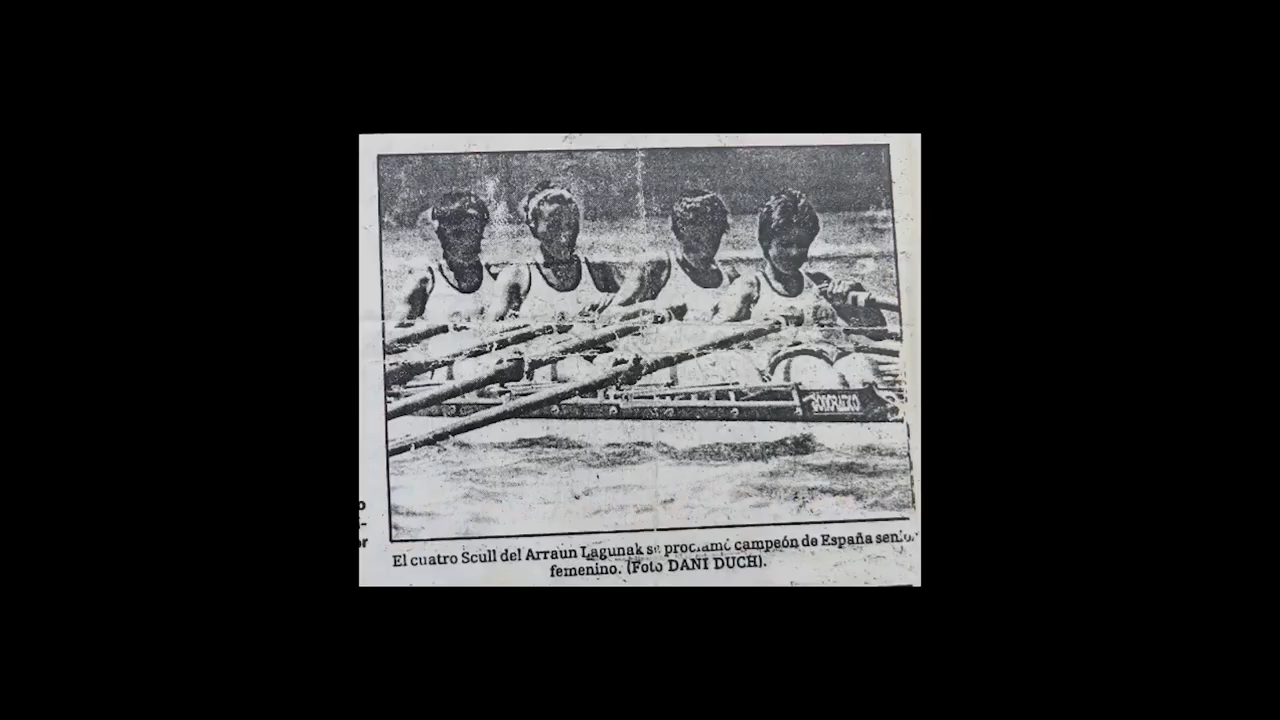 El cuatro Scull del Arraun Lagunak se proclamó campeón de España senior
femenino. (Foto DANI DUCH).